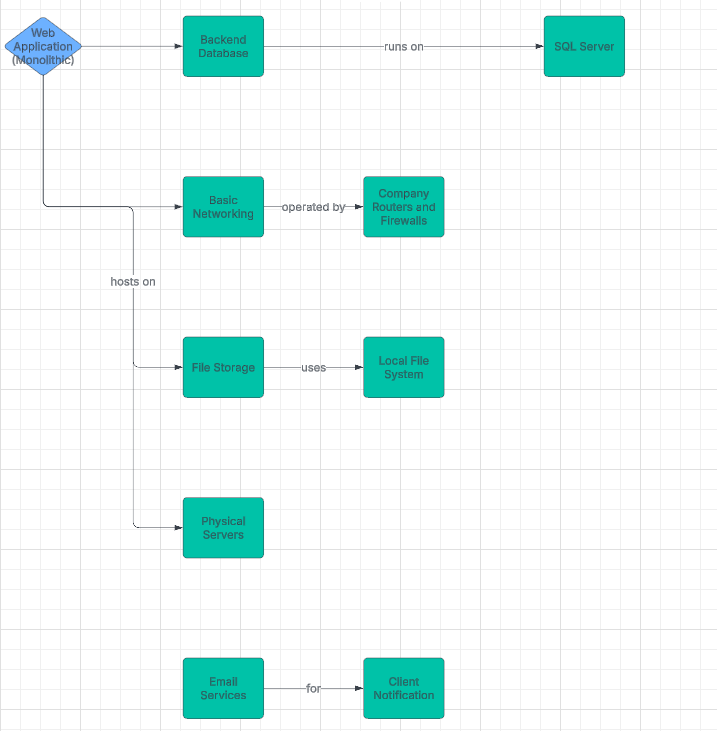 Web
Application
(Monolithic)
Backend
Database
runs on
SQL Server
Basic
Networking
operated by
Company
Routers and
Firewalls
hosts on
File Storage
uses
Local File
System
Physical
Servers
Email
Services
for
Client
Notification